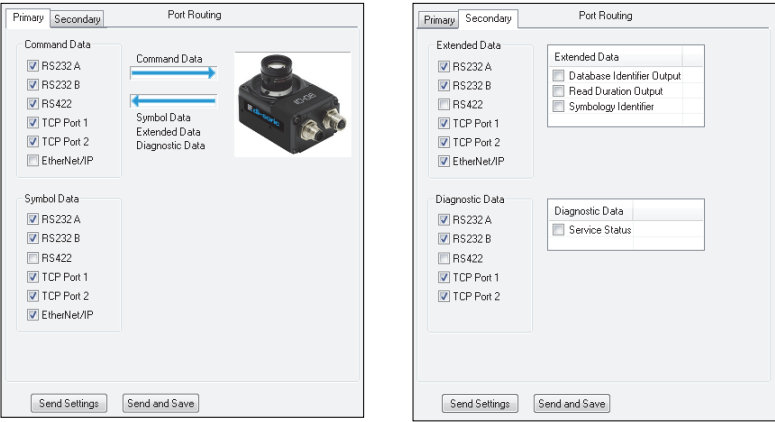 Primary
Secondary
Port Routing
Command Data
RS232 A
RS232 B
RS422
TCP Port 1
TCP Port 2
EtherNet/IP
Command Data
Symbol Data
Extended Data
Diagnostic Data
di-soric
ID-08
Symbol Data
RS232 A
RS232 B
RS422
TCP Port 1
TCP Port 2
EtherNet/IP
Send Settings
Send and Save
Primary
Secondary
Port Routing
Extended Data
RS232 A
RS232 B
RS422
TCP Port 1
TCP Port 2
EtherNet/IP
Extended Data
Database Identifier Output
Read Duration Output
Symbology Identifier
Diagnostic Data
RS232 A
RS232 B
RS422
TCP Port 1
TCP Port 2
Diagnostic Data
Service Status
Send Settings
Send and Save